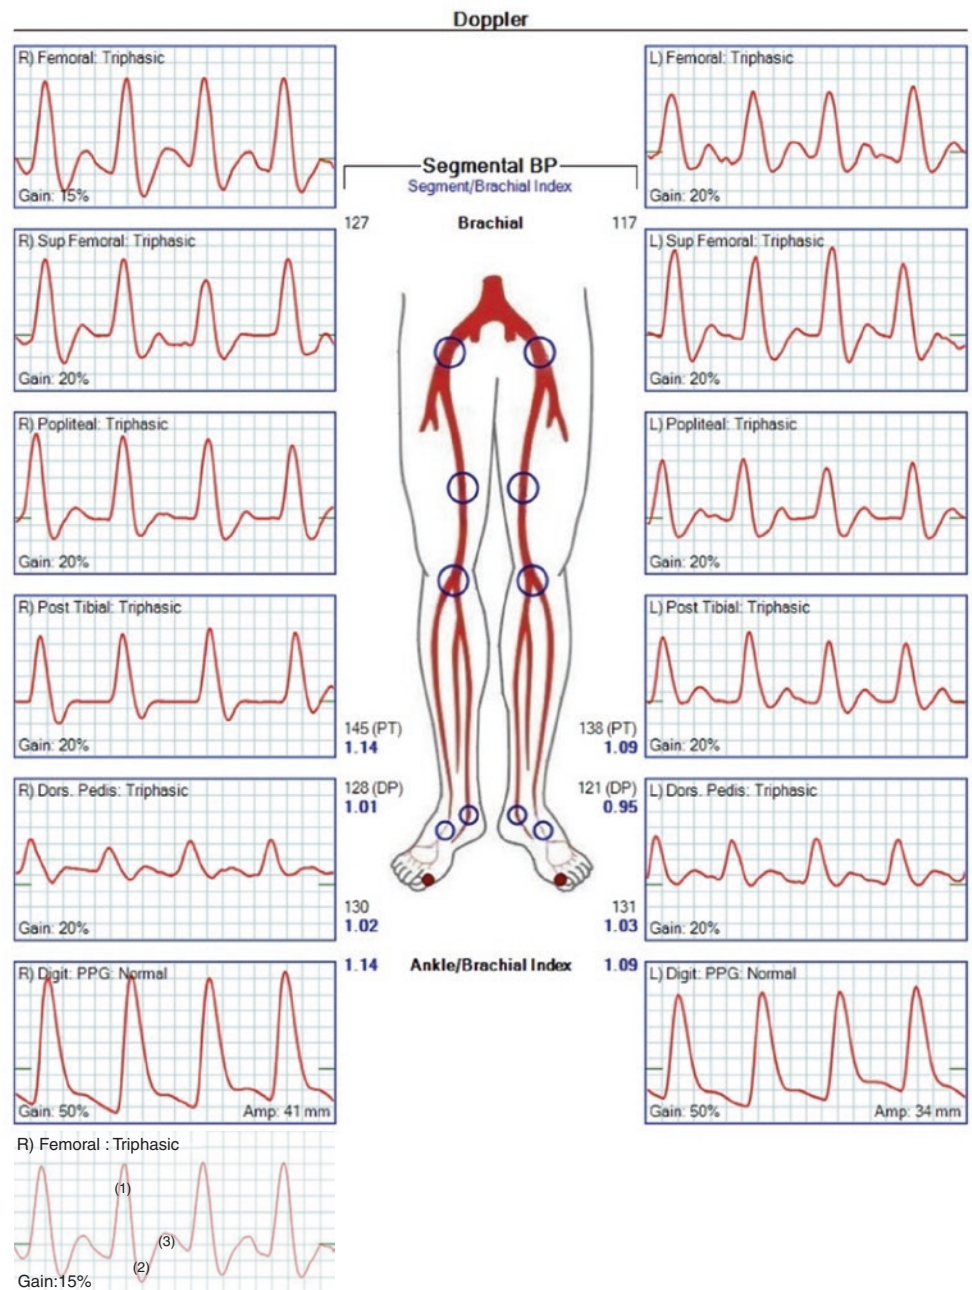 Doppler
R) Femoral: Triphasic
Gain: 15%
L) Femoral: Triphasic
Gain: 20%
Segmental BP
Segment/Brachial Index
127 Brachial 117
R) Sup Femoral: Triphasic
Gain: 20%
L) Sup Femoral: Triphasic
Gain: 20%
R) Popliteal: Triphasic
Gain: 20%
L) Popliteal: Triphasic
Gain: 20%
R) Post Tibial: Triphasic
Gain: 20%
145 (PT)
1.14
138 (PT)
1.09
L) Post Tibial: Triphasic
Gain: 20%
R) Dors. Pedis: Triphasic
Gain: 20%
128 (DP)
1.01
121 (DP)
0.95
L) Dors. Pedis: Triphasic
Gain: 20%
130
1.02
131
1.03
R) Digit: PPG: Normal
Gain: 50% Amp: 41 mm
1.14 Ankle/Brachial Index 1.09
L) Digit: PPG: Normal
Gain: 50% Amp: 34 mm
R) Femoral : Triphasic
(1)
(3)
(2)
Gain:15%